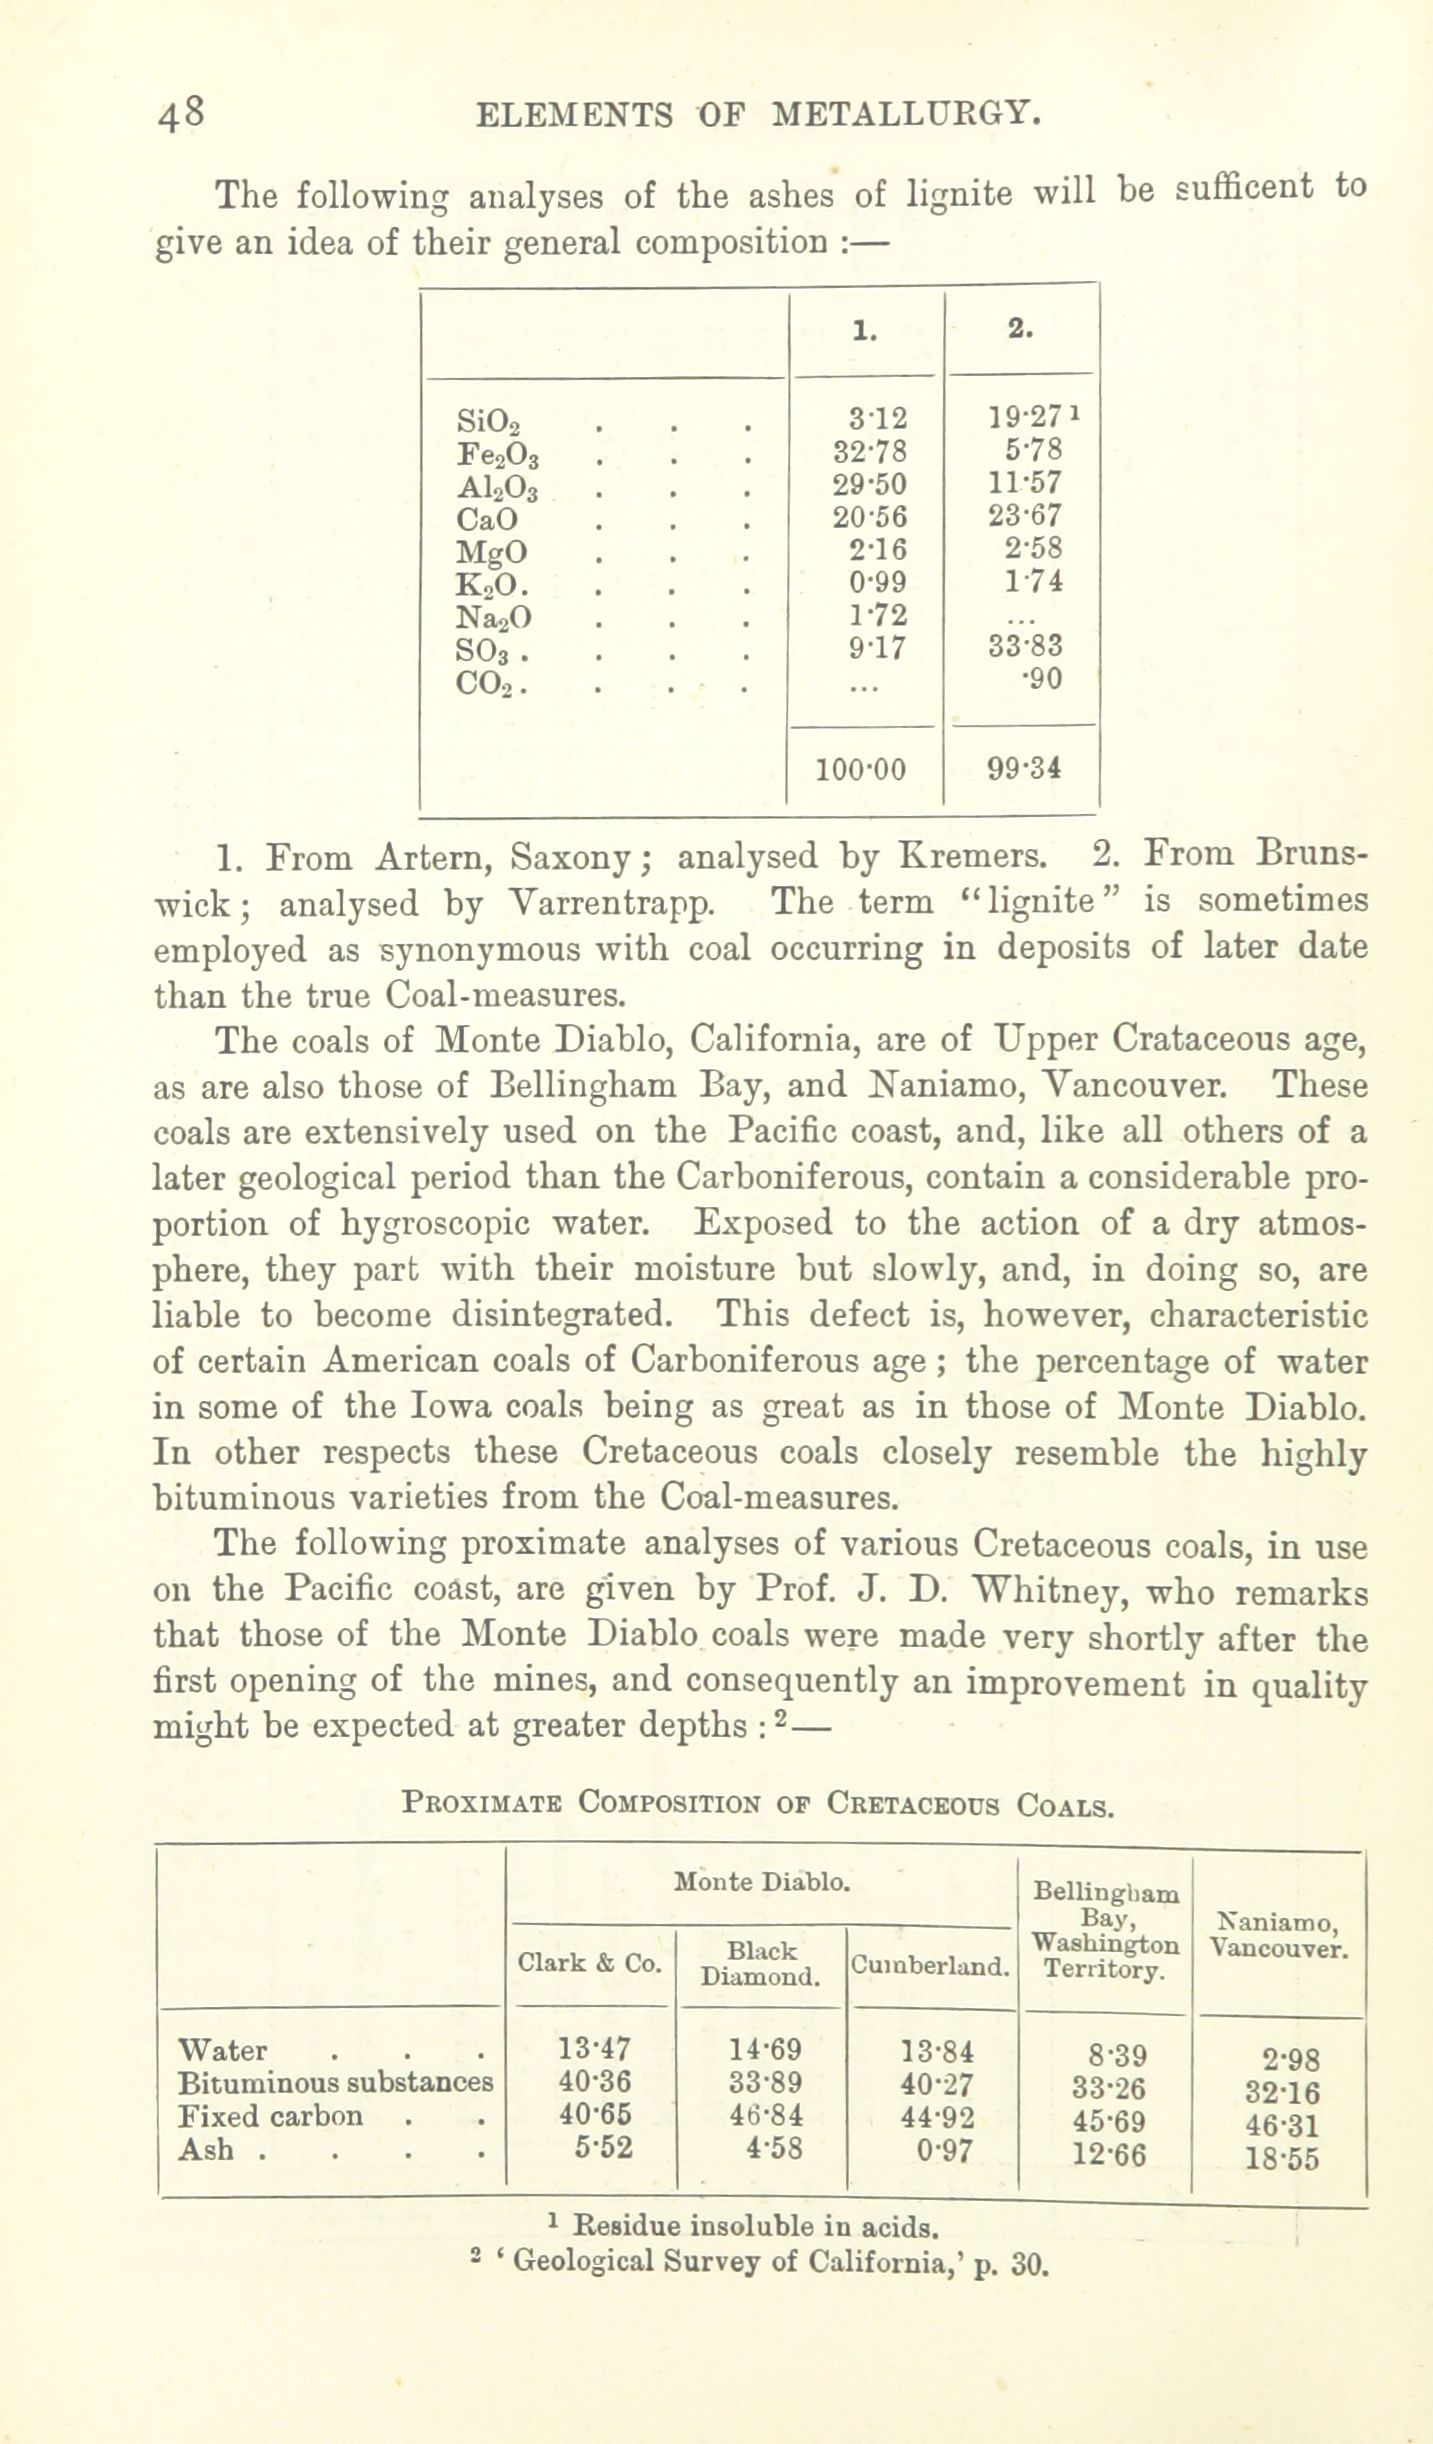 48 ELEMENTS OF METALLURGY.
The following analyses of the ashes of lignite will be sufficent to
give an idea of their general composition :—
1. 2.
SiO₂ . . . 3·12 19·27 ¹
Fe₂O₃ . . . 32·78 5·78
Al₂O₃ . . . 29·50 11·57
CaO . . . 20·56 23·67
MgO . . . 2·16 2·58
K₂O. . . . 0·99 1·74
Na₂O . . . 1·72 ...
SO₃ . . . . 9·17 33·83
CO₂ . . . . ... ·90
100·00 99·34
1. From Artern, Saxony; analysed by Kremers. 2. From Bruns-
wick; analysed by Varrentrapp. The term “lignite” is sometimes
employed as synonymous with coal occurring in deposits of later date
than the true Coal-measures.
The coals of Monte Diablo, California, are of Upper Crataceous age,
as are also those of Bellingham Bay, and Naniamo, Vancouver. These
coals are extensively used on the Pacific coast, and, like all others of a
later geological period than the Carboniferous, contain a considerable pro-
portion of hygroscopic water. Exposed to the action of a dry atmos-
phere, they part with their moisture but slowly, and, in doing so, are
liable to become disintegrated. This defect is, however, characteristic
of certain American coals of Carboniferous age; the percentage of water
in some of the Iowa coals being as great as in those of Monte Diablo.
In other respects these Cretaceous coals closely resemble the highly
bituminous varieties from the Coal-measures.
The following proximate analyses of various Cretaceous coals, in use
on the Pacific coast, are given by Prof. J. D. Whitney, who remarks
that those of the Monte Diablo coals were made very shortly after the
first opening of the mines, and consequently an improvement in quality
might be expected at greater depths : ²—
PROXIMATE COMPOSITION OF CRETACEOUS COALS.
Monte Diablo.
Clark & Co.
Black
Diamond.
Cumberland.
Bellingham
Bay,
Washington
Territory.
Naniamo,
Vancouver.
Water . . . 13·47 14·69 13·84 8·39 2·98
Bituminous substances 40·36 33·89 40·27 33·26 32·16
Fixed carbon . . 40·65 46·84 44·92 45·69 46·31
Ash . . . . 5·52 4·58 0·97 12·66 18·55
¹ Residue insoluble in acids.
² ‘ Geological Survey of California,’ p. 30.